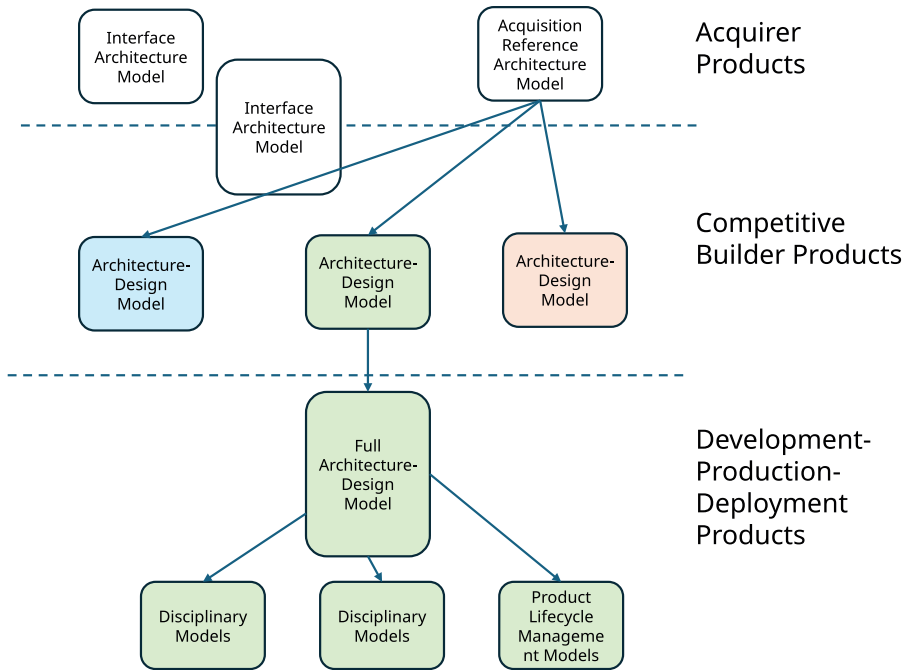 Interface
Architecture
Model
Acquisition
Reference
Architecture
Model
Acquirer
Products
Interface
Architecture
Model
Competitive
Builder Products
Architecture-
Design
Model
Architecture-
Design
Model
Architecture-
Design
Model
Full
Architecture-
Design
Model
Development-
Production-
Deployment
Products
Disciplinary
Models
Disciplinary
Models
Product
Lifecycle
Manageme
nt Models